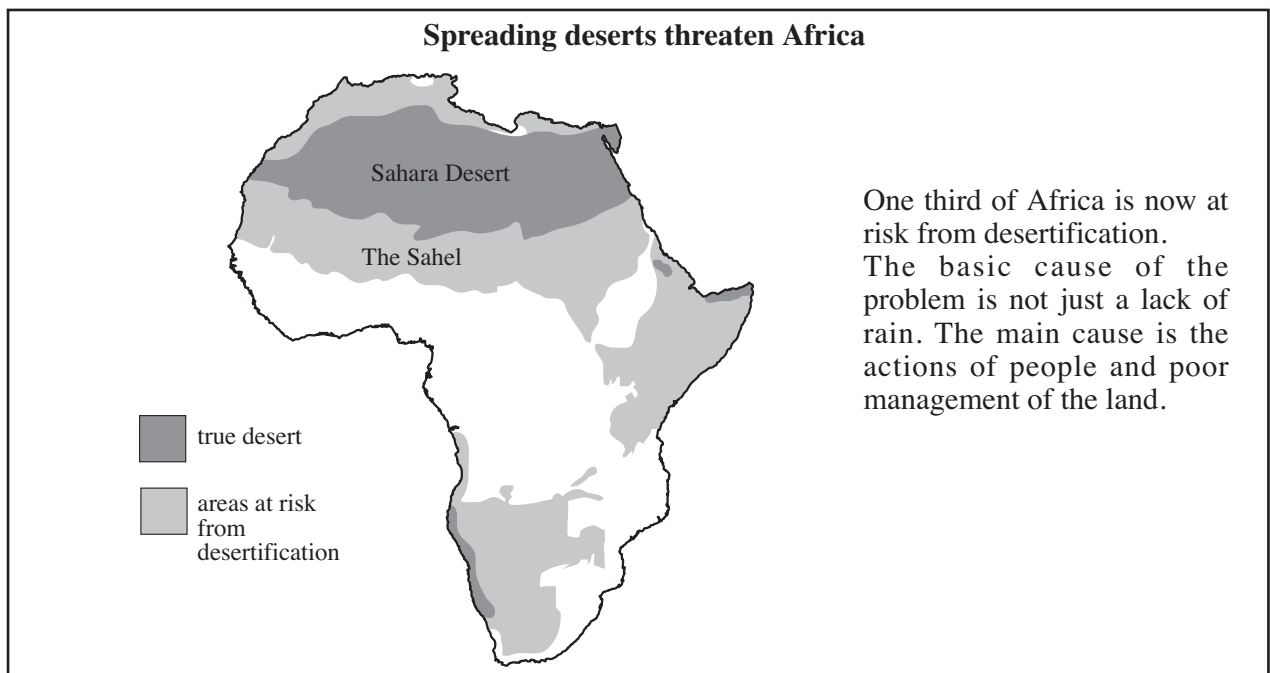 Spreading deserts threaten Africa
Sahara Desert
The Sahel
One third of Africa is now at
risk from desertification.
The basic cause of the
problem is not just a lack of
rain. The main cause is the
actions of people and poor
management of the land.
true desert
areas at risk
from
desertification